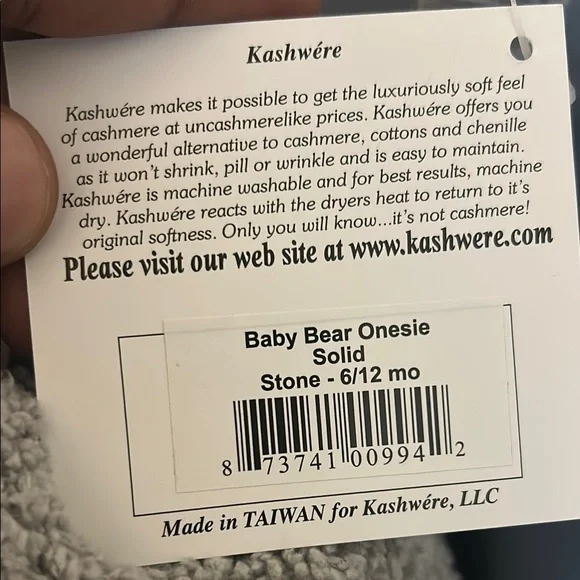 Kashwére
Kashwére makes it possible to get the luxuriously soft feel
of cashmere at uncashmerelike prices. Kashwére offers you
a wonderful alternative to cashmere, cottons and chenille
as it won't shrink, pill or wrinkle and is easy to maintain.
Kashwére is machine washable and for best results, machine
dry. Kashwére reacts with the dryers heat to return to it's
original softness. Only you will know...it's not cashmere!
Please visit our web site at www.kashwere.com
Baby Bear Onesie
Solid
Stone - 6/12 mo
8 73741 00994 2
Made in TAIWAN for Kashwére, LLC